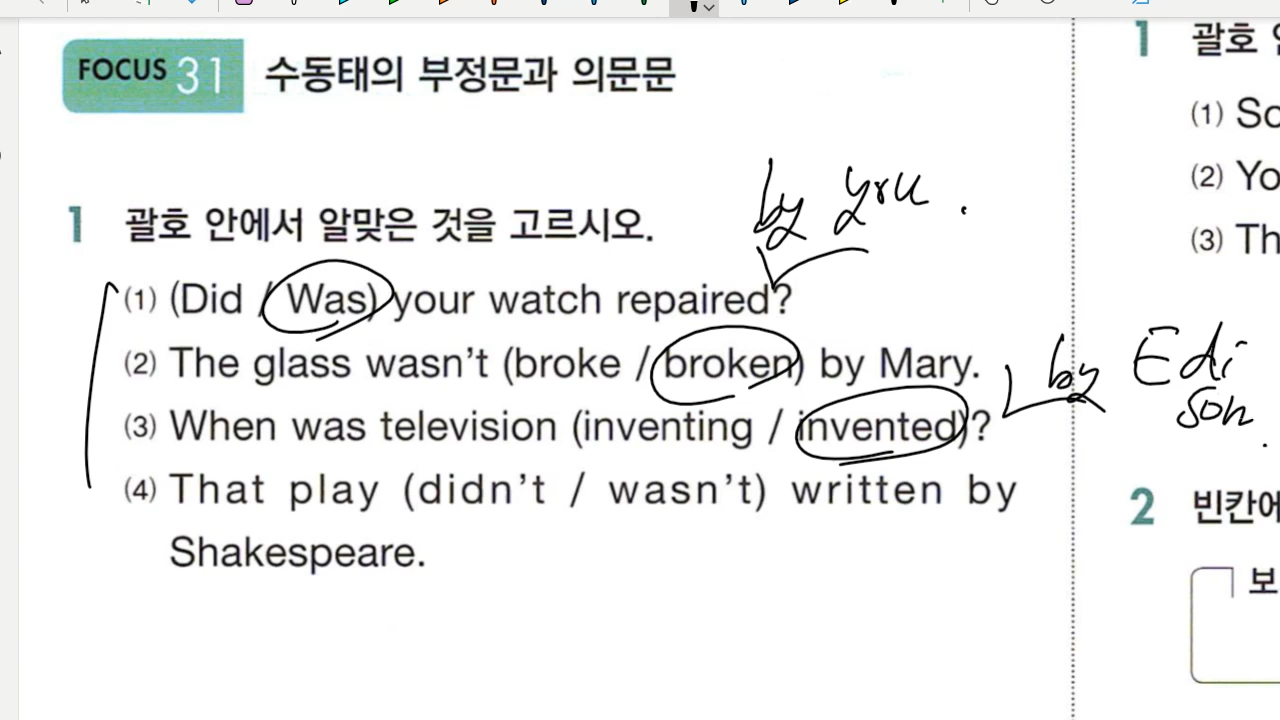 FOCUS 31 수동태의 부정문과 의문문
by you.
1 괄호 안에서 알맞은 것을 고르시오.
(1) (Did / Was) your watch repaired?
(2) The glass wasn't (broke / broken) by Mary.
(3) When was television (inventing / invented)?
by Edi
son.
(4) That play (didn't / wasn't) written by
Shakespeare.
1 괄호
(1) So
(2) Yo
(3) Th
2 빈칸에
보